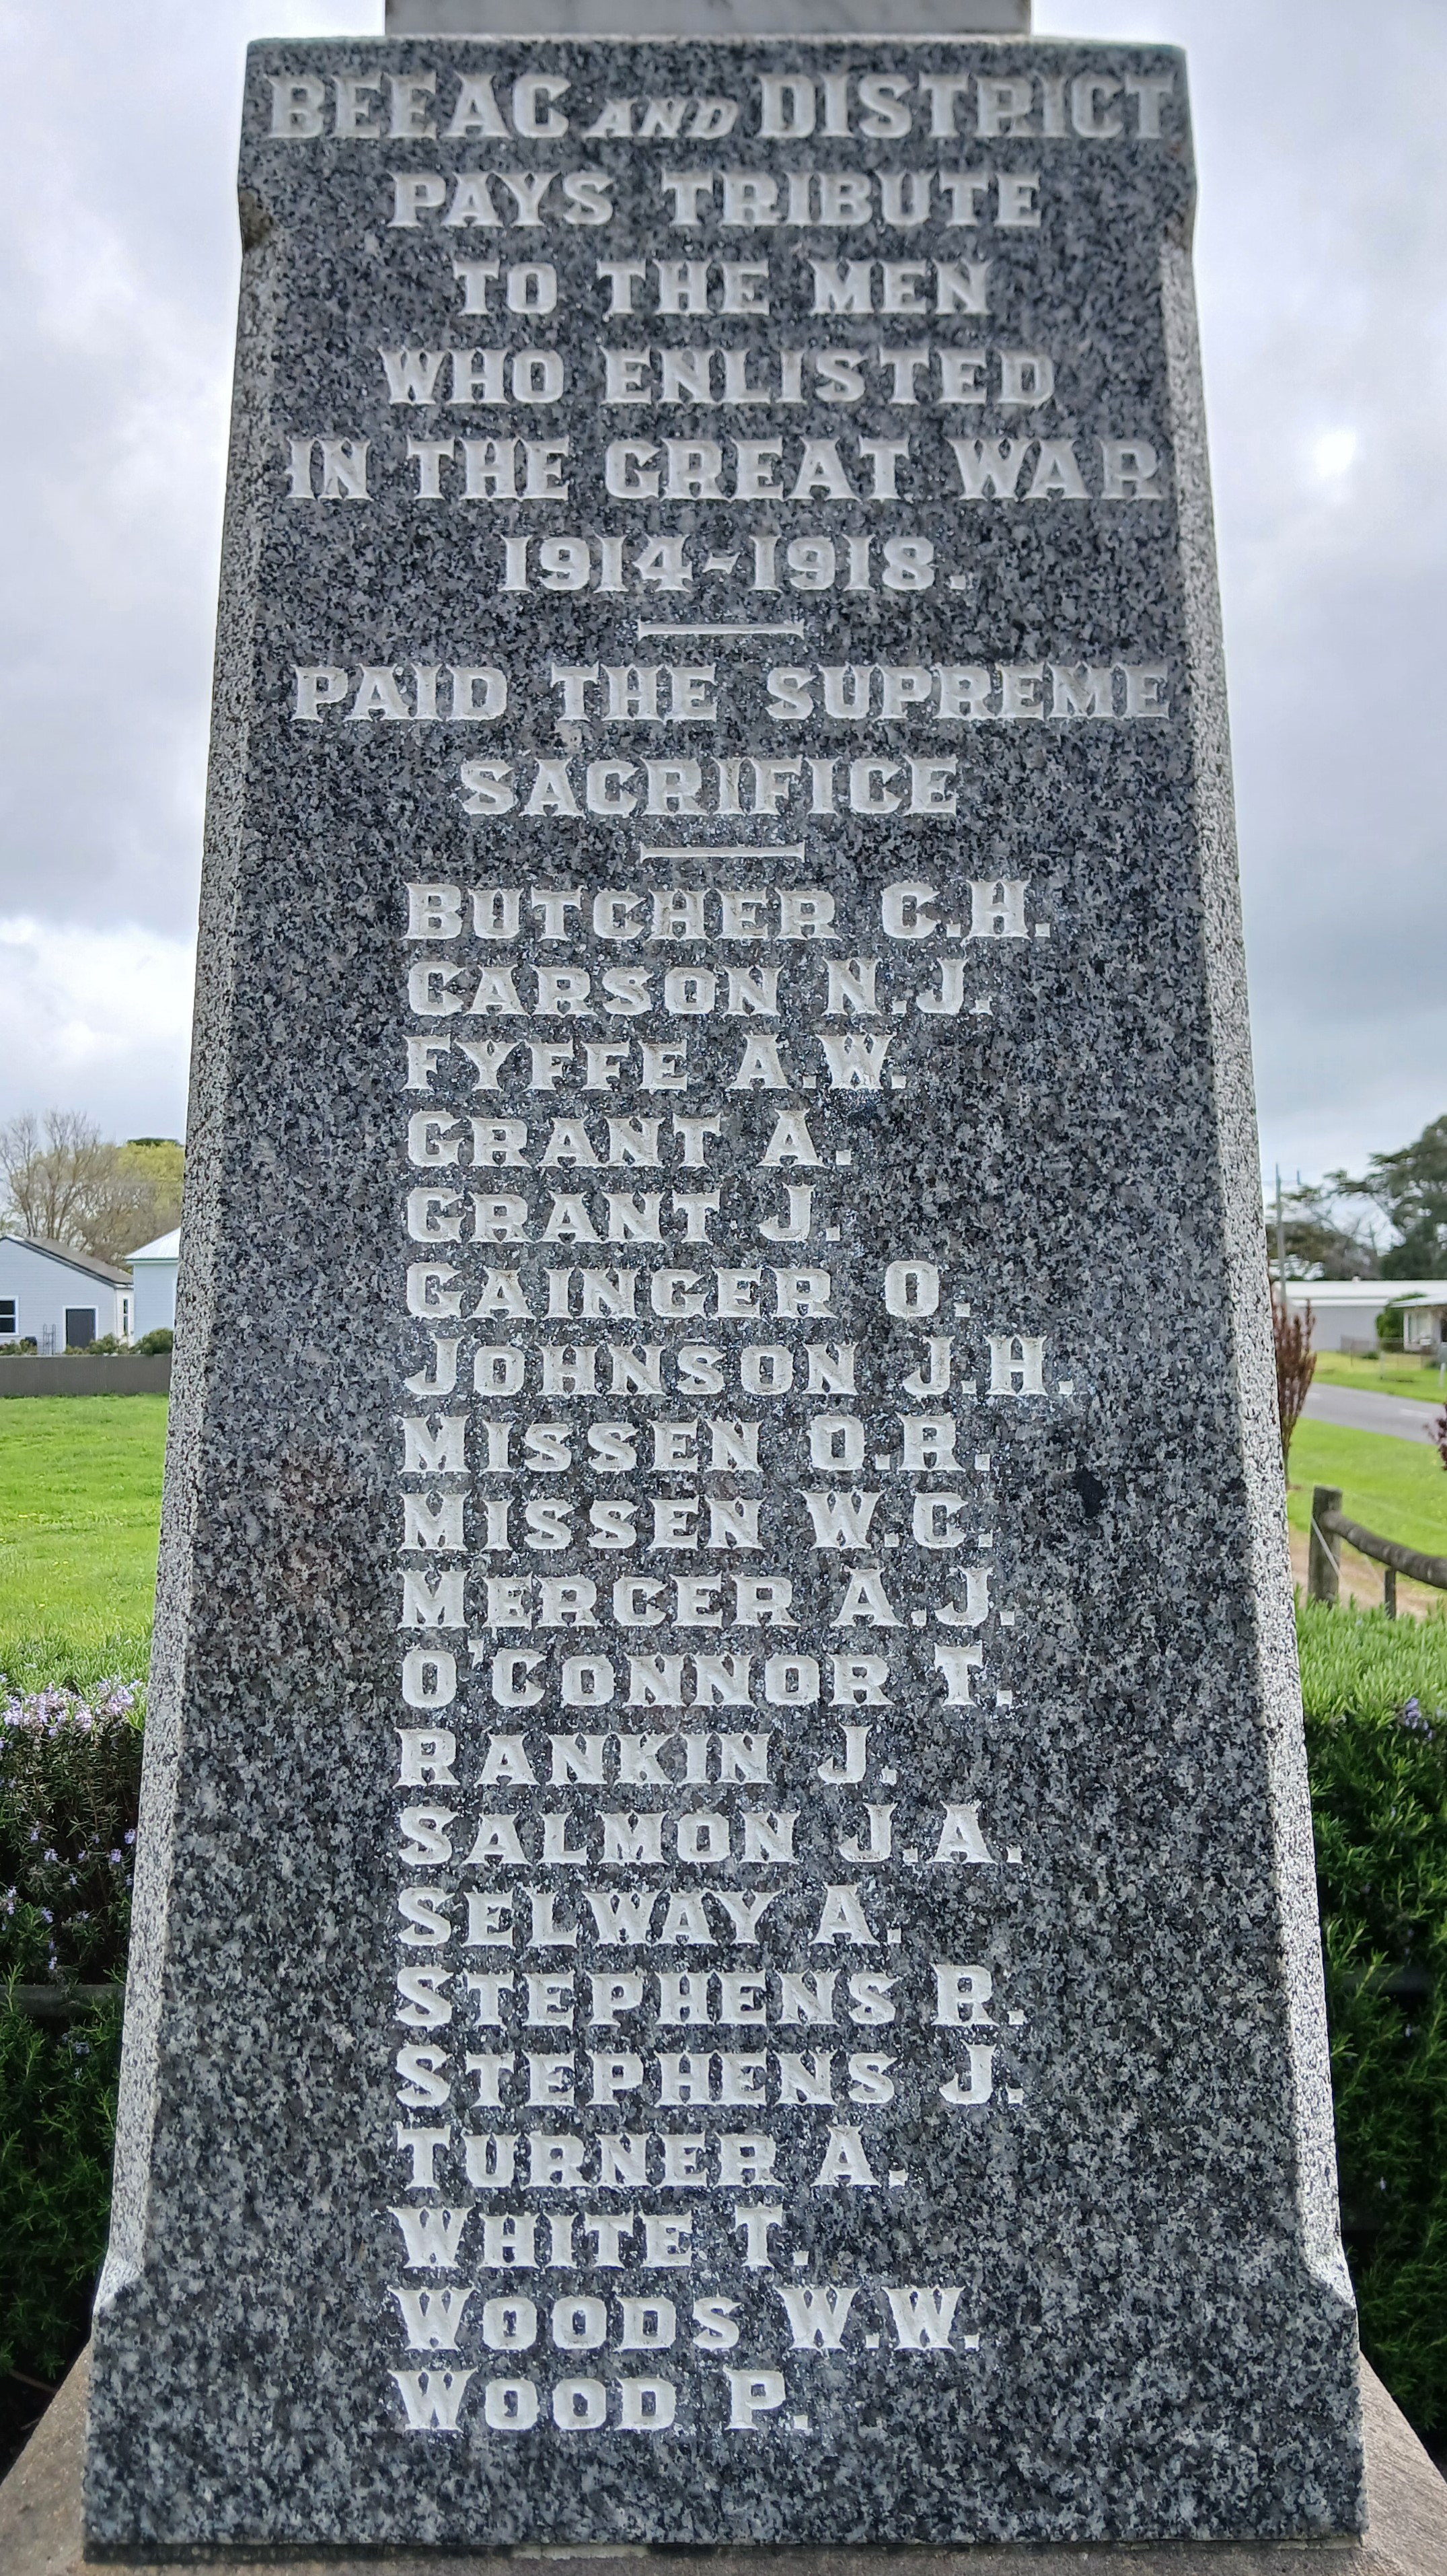 BEEAC AND DISTRICT
PAYS TRIBUTE
TO THE MEN
WHO ENLISTED
IN THE GREAT WAR
1914-1918.
PAID THE SUPREME
SACRIFICE
BUTCHER C.H.
CARSON N.J.
FYFFE A.W.
GRANT A.
GRANT J.
GAINGER O.
JOHNSON J.H.
MISSEN O.R.
MISSEN W.C.
MERCER A.J.
O'CONNOR T.
RANKIN J.
SALMON J.A.
SELWAY A.
STEPHENS R.
STEPHENS J.
TURNER A.
WHITE T.
WOODS W.W.
WOOD P.